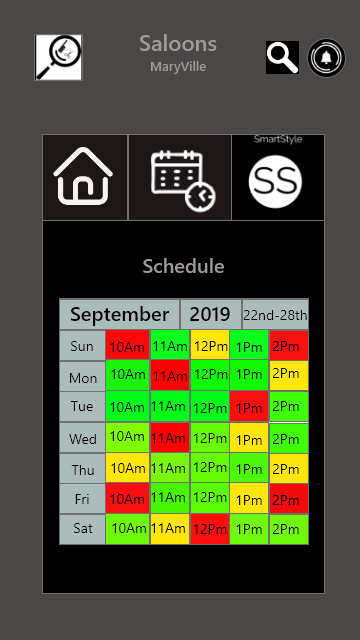 Saloons
MaryVille
SmartStyle
SS
Schedule
September 2019 22nd-28th
Sun 10Am 11Am 12Pm 1Pm 2Pm
Mon 10Am 11Am 12Pm 1Pm 2Pm
Tue 10Am 11Am 12Pm 1Pm 2Pm
Wed 10Am 11Am 12Pm 1Pm 2Pm
Thu 10Am 11Am 12Pm 1Pm 2Pm
Fri 10Am 11Am 12Pm 1Pm 2Pm
Sat 10Am 11Am 12Pm 1Pm 2Pm